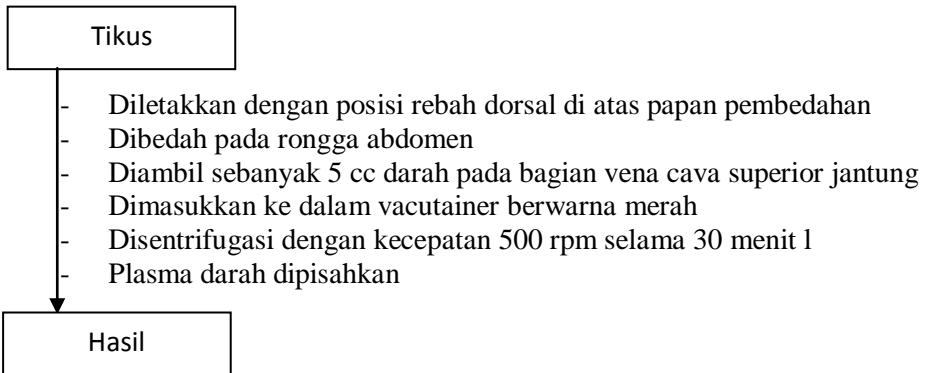 Tikus
- Diletakkan dengan posisi rebah dorsal di atas papan pembedahan
- Dibedah pada rongga abdomen
- Diambil sebanyak 5 cc darah pada bagian vena cava superior jantung
- Dimasukkan ke dalam vacutainer berwarna merah
- Disentrifugasi dengan kecepatan 500 rpm selama 30 menit l
- Plasma darah dipisahkan
Hasil